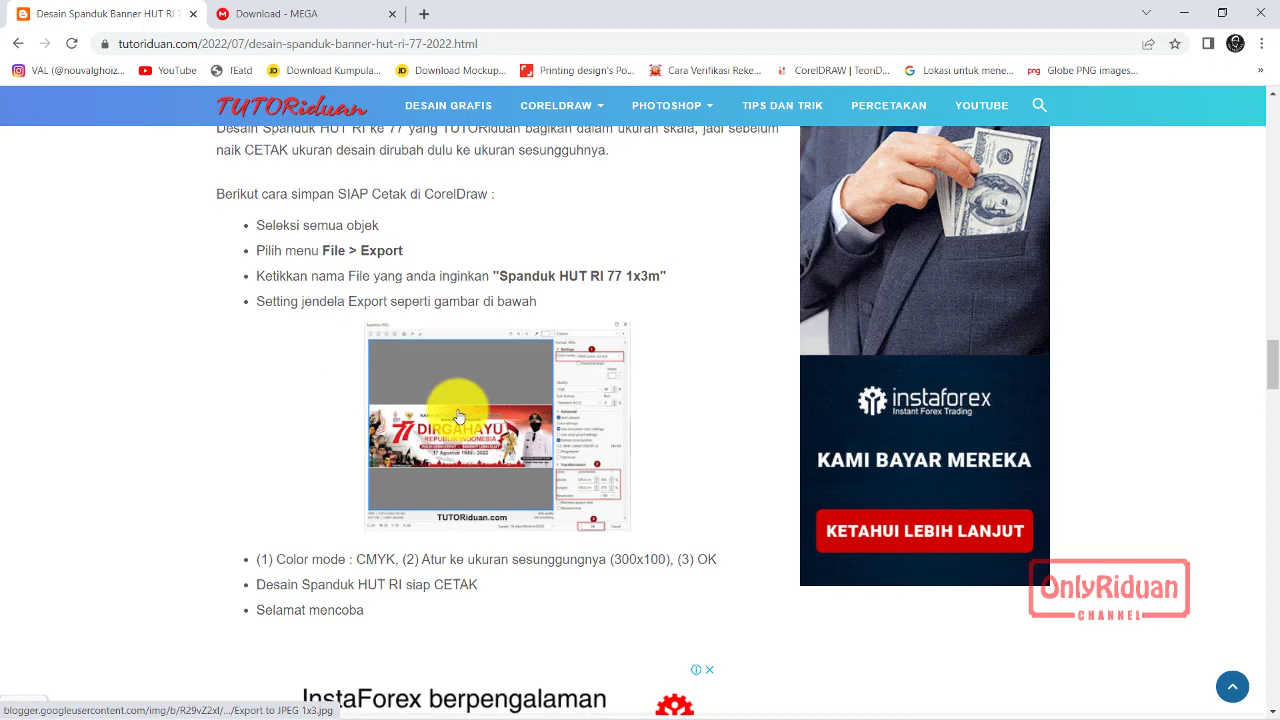 Desain Spanduk Banner HUT RI 77
Download - MEGA
tutoriduan.com/2022/07/desain-spanduk-banner-hut-ri-77-2022.html
VAL (@nouvalghoiz... YouTube fEatd Download Kumpula... Download Mockup... Printing design's Po... Cara Verifikasi Reke... CorelDRAW | TeoriD... Lokasi untuk mene... Globe PNG images... »
TUTORiduan DESAIN GRAFIS CORELDRAW PHOTOSHOP TIPS DAN TRIK PERCETAKAN YOUTUBE
Desain Spanduk HUT RI ke 77 yang TUTORiduan bagikan dalam ukuran skala, jadi sebelum
naik CETAK ukuran desain dirubah dulu ke ukuran sesungguhnya.
Berikut cara simpan SIAP Cetak di CorelDraw :
Seleksi semua objek
Pilih menu File > Export
Ketikkan nama File yang anda inginkan "Spanduk HUT RI 77 1x3m"
Setting jendela Export seperti gambar di bawah
77 DIRGAHAYU
REPUBLIK INDONESIA
17 Agustus 1945 - 2022
TUTORiduan.com
(1) Color mode : CMYK, (2) Atur ke ukuran sesunggungnya (300x100), (3) OK
Desain Spanduk HUT RI siap CETAK
Selamat mencoba
instaforex
Instant Forex Trading
KAMI BAYAR MEREKA
KETAHUI LEBIH LANJUT
OnlyRiduan
CHANNEL
InstaForex berpengalaman
blogger.googleusercontent.com/img/b/R29vZ2xl/.../Export to JPEG 1x3.jpg